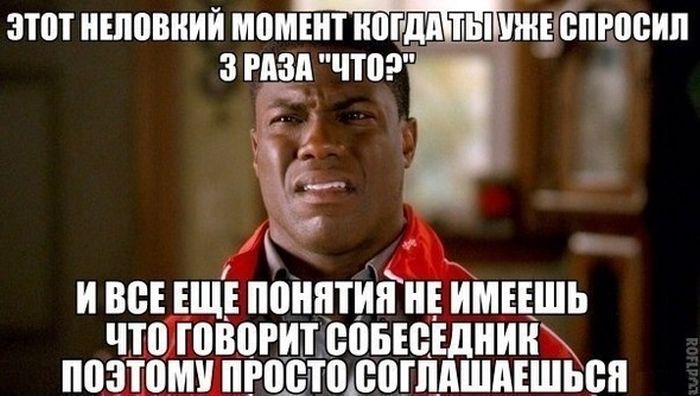 ЭТОТ НЕЛОВКИЙ МОМЕНТ КОГДА ТЫ УЖЕ СПРОСИЛ
3 РАЗА "ЧТО?"
И ВСЕ ЕЩЕ ПОНЯТИЯ НЕ ИМЕЕШЬ
ЧТО ГОВОРИТ СОБЕСЕДНИК
ПОЭТОМУ ПРОСТО СОГЛАШАЕШЬСЯ